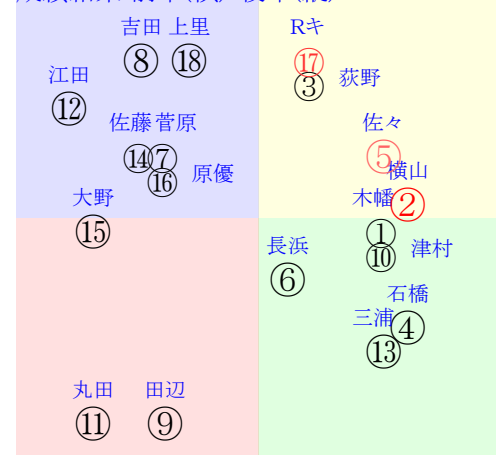 吉田 上里 Rキ
⑧ ⑱ ⑰
江田 ③ 荻野
⑫
佐藤 菅原 佐々
⑭ ⑦ ⑤
⑯ 原優 横山
大野 木幡 ②
⑮ ①
長浜 ⑩ 津村
⑥
石橋
三浦 ④
⑬
丸田 田辺
⑪ ⑨